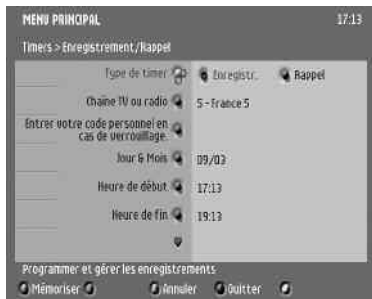 MENU PRINCIPAL 17:13
Timers > Enregistrement/Rappel
Type de timer Enregistr. Rappel
Chaîne TV ou radio 5 - France 5
Entrer votre code personnel en
cas de verrouillage.
Jour & Mois 09/03
Heure de début 17:13
Heure de fin 19:13
Programmer et gérer les enregistrements
Mémoriser Annuler Quitter